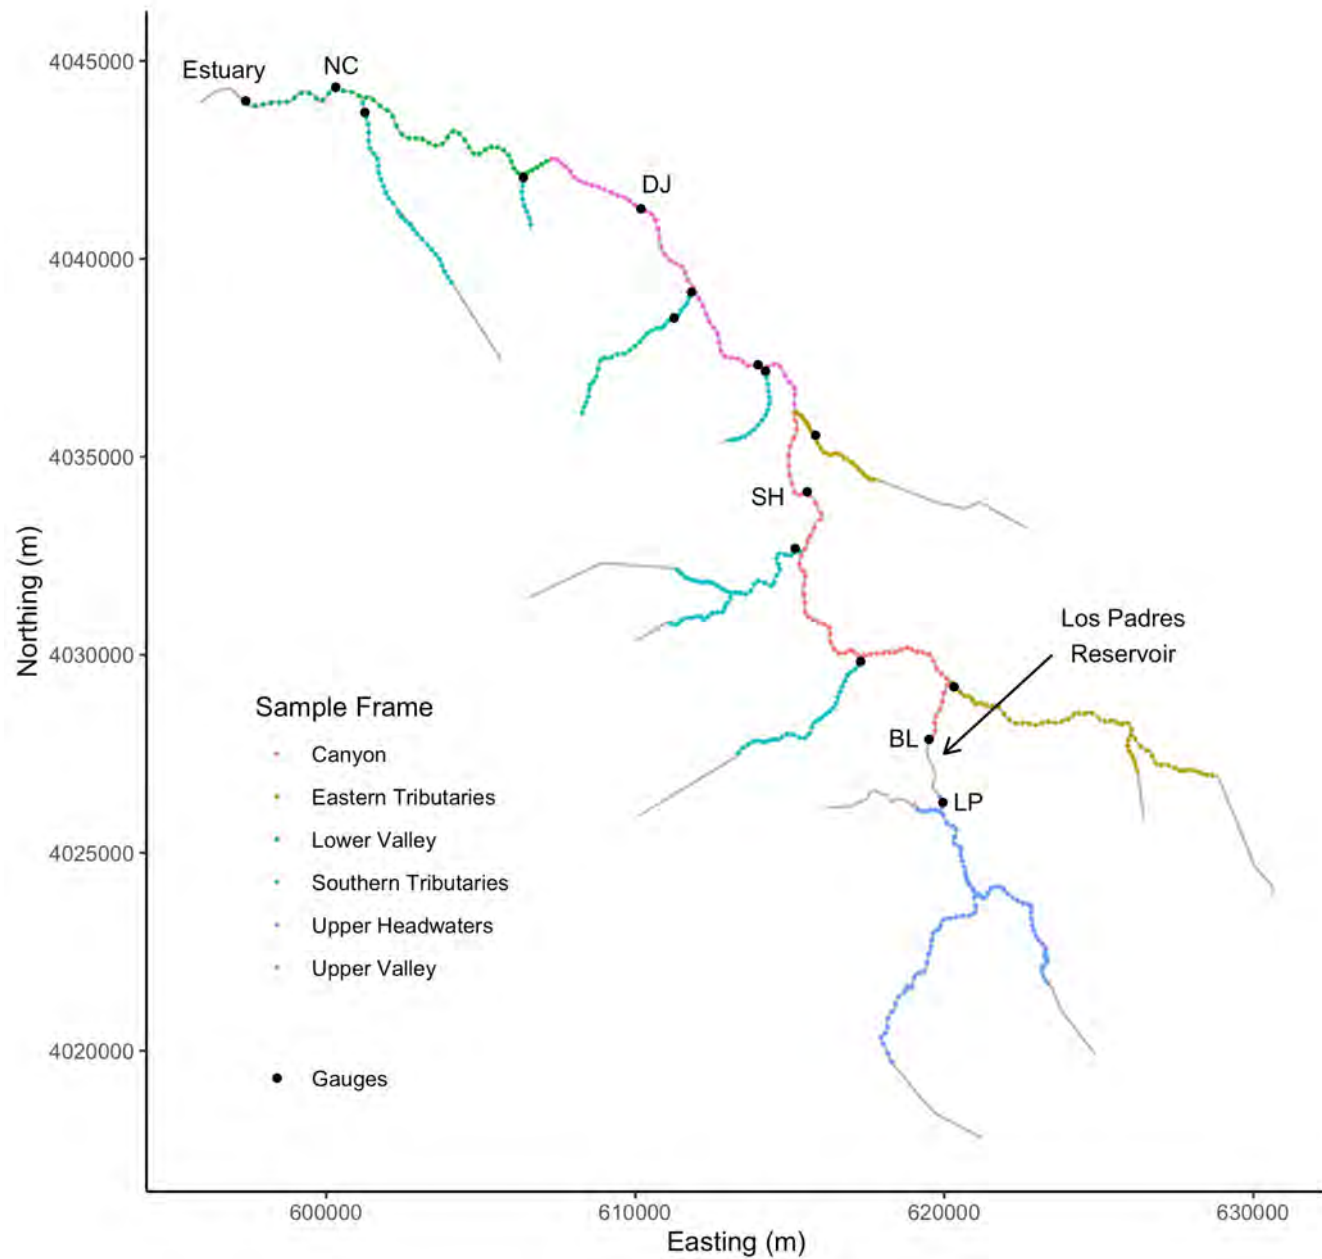 4045000
Estuary
NC
DJ
4040000
4035000
SH
Northing (m)
4030000
Los Padres
Reservoir
Sample Frame
Canyon
Eastern Tributaries
Lower Valley
Southern Tributaries
Upper Headwaters
Upper Valley
BL
LP
4025000
4020000
Gauges
600000
610000
620000
630000
Easting (m)